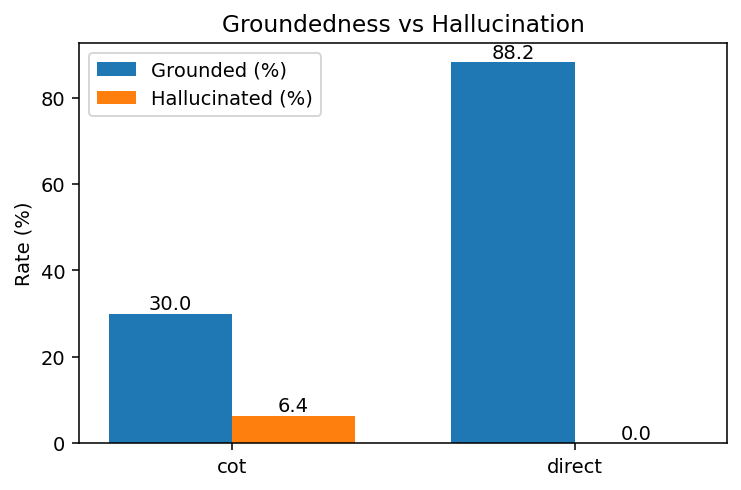 Groundedness vs Hallucination
Grounded (%)
Hallucinated (%)
Rate (%)
80
60
40
20
0
30.0
6.4
88.2
0.0
cot
direct